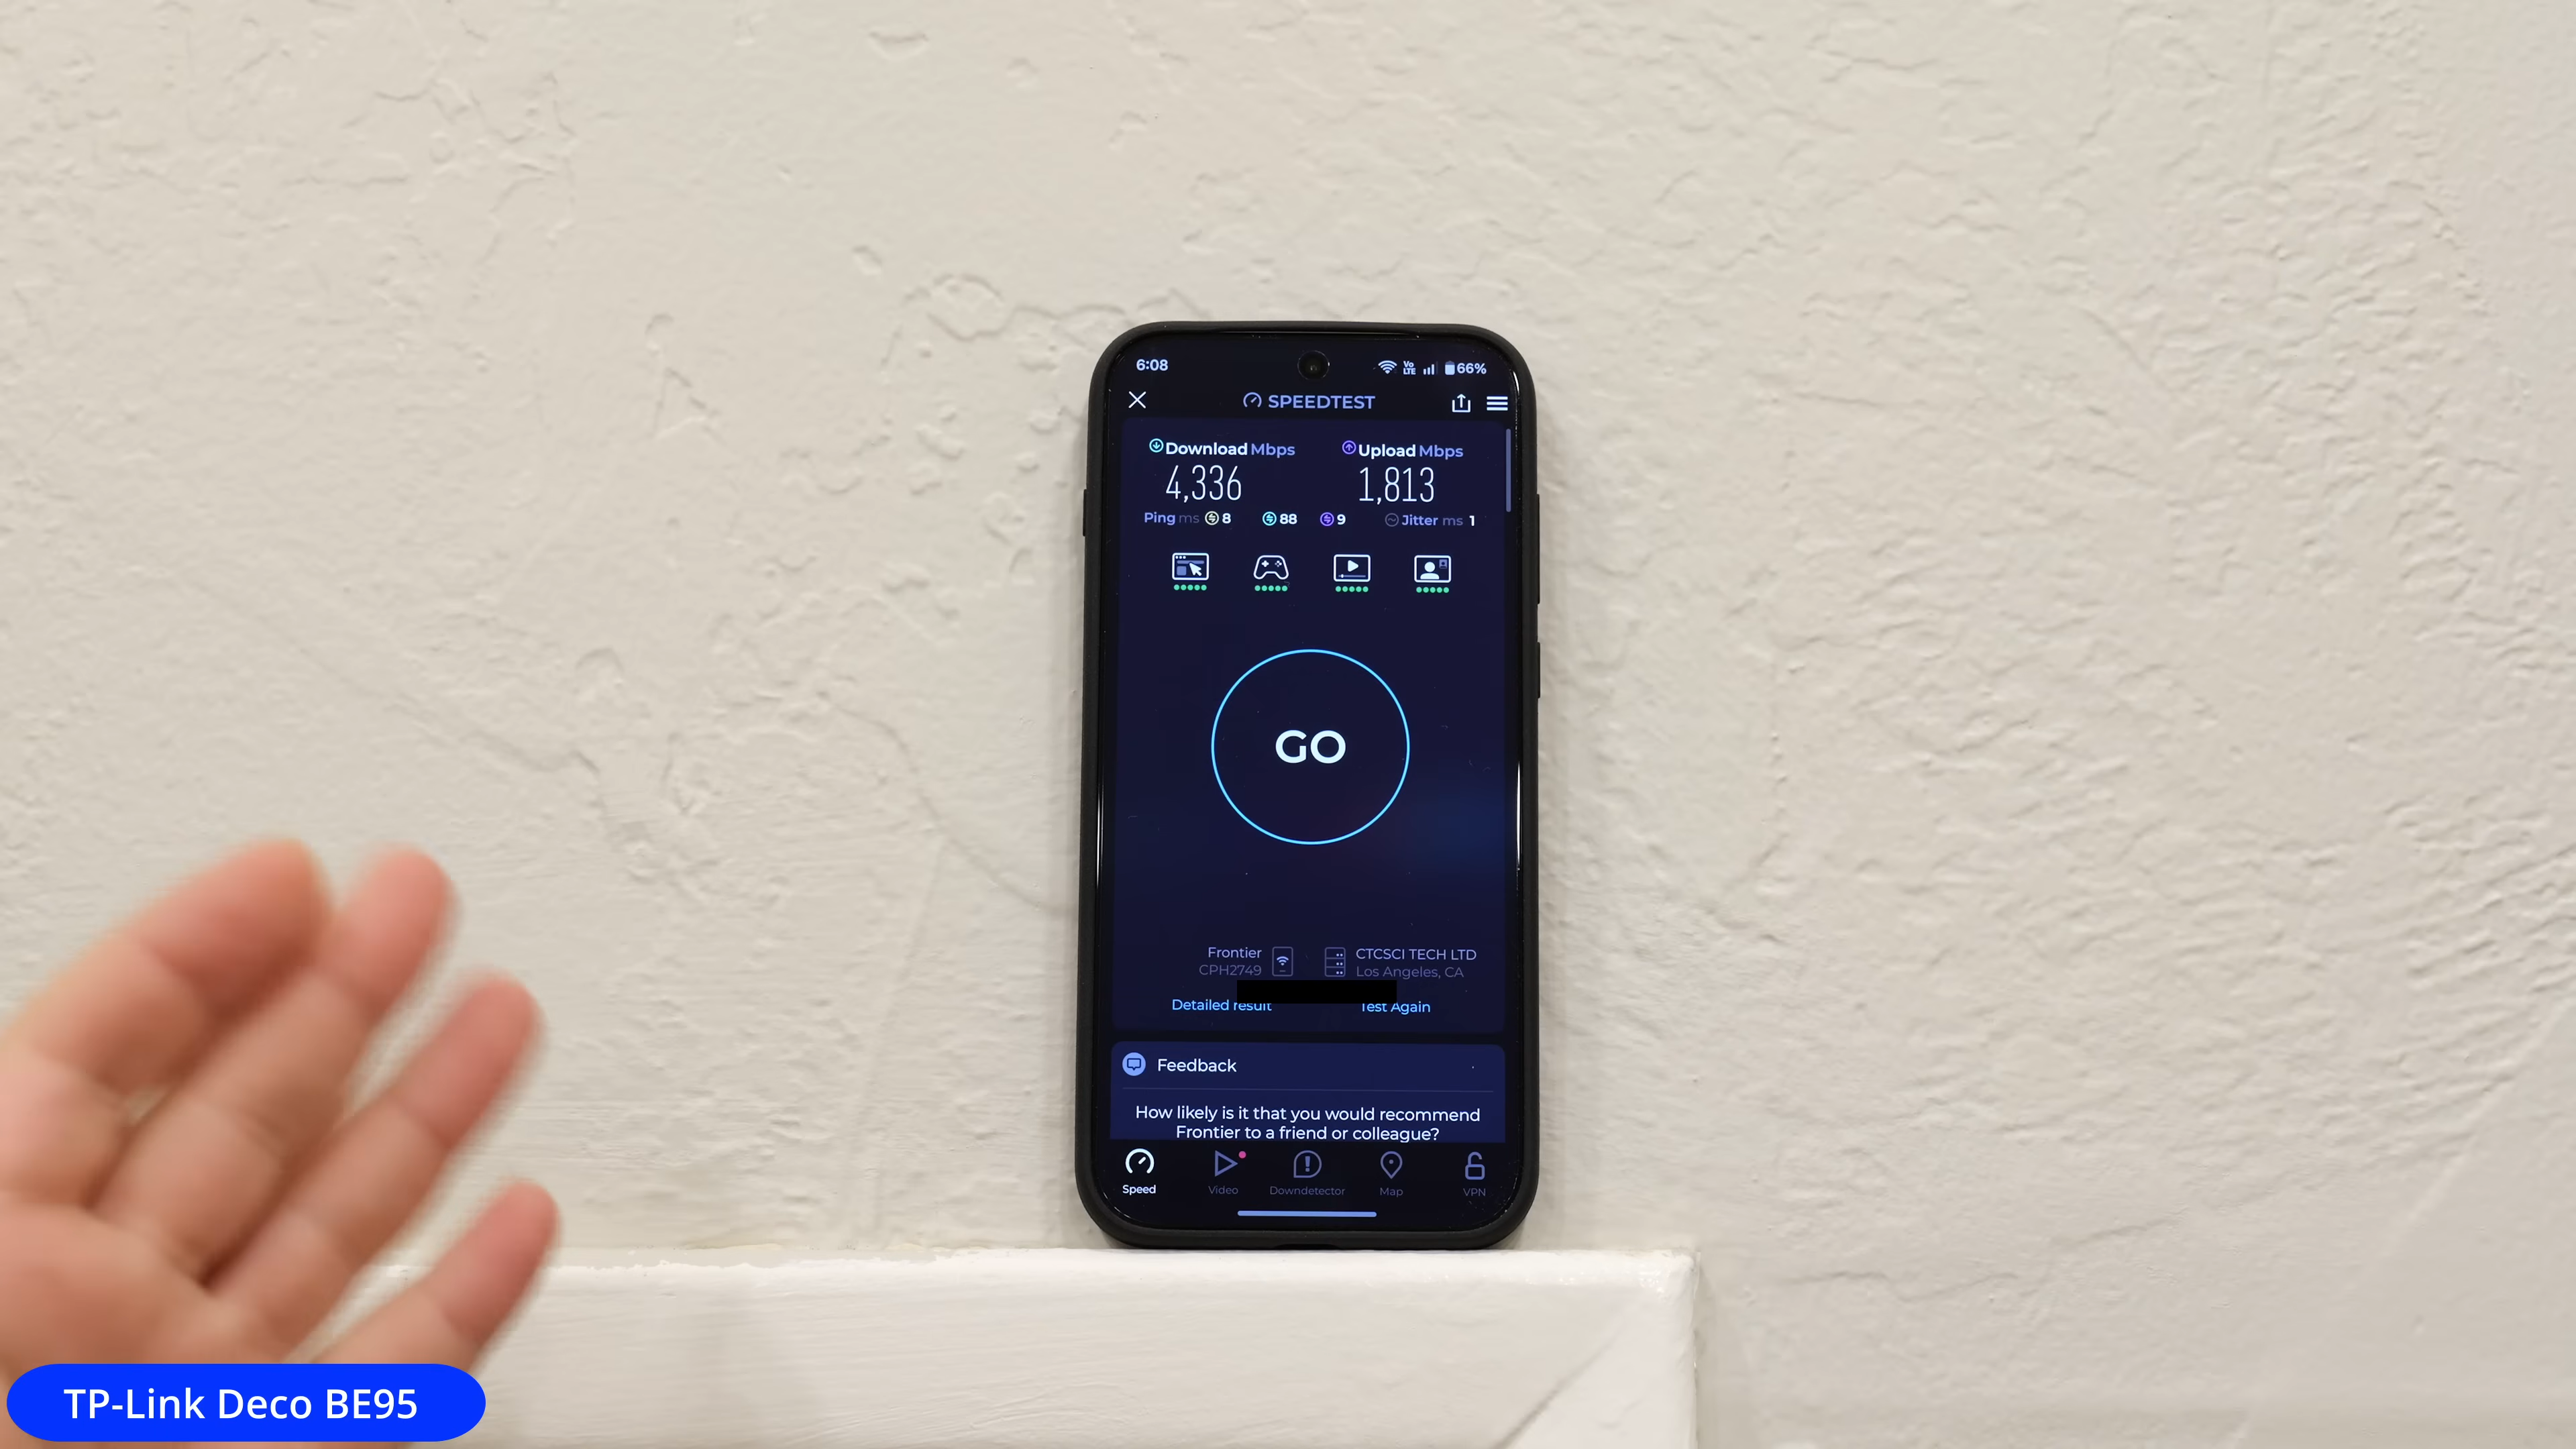 6:08
Vo LTE
66%
SPEEDTEST
Download Mbps
Upload Mbps
4,336
1,813
Ping ms 8 88 9 Jitter ms 1
GO
Frontier
CPH2749
CTCSCI TECH LTD
Los Angeles, CA
Detailed result
Test Again
Feedback
How likely is it that you would recommend
Frontier to a friend or colleague?
Speed
Video
Downdetector
Map
VPN
TP-Link Deco BE95